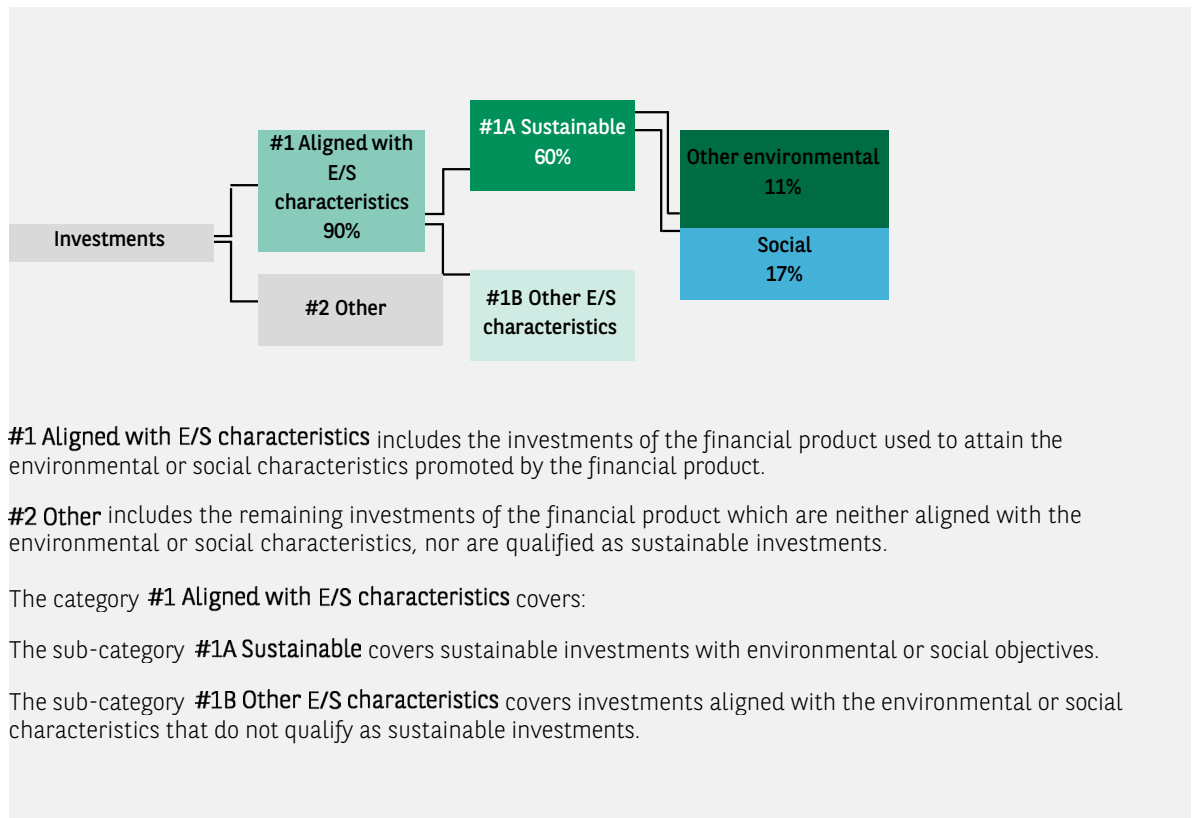 #1A Sustainable
60%
#1 Aligned with
E/S
characteristics
90%
Other environmental
11%
Investments
Social
17%
#2 Other
#1B Other E/S
characteristics
#1 Aligned with E/S characteristics includes the investments of the financial product used to attain the
environmental or social characteristics promoted by the financial product.
#2 Other includes the remaining investments of the financial product which are neither aligned with the
environmental or social characteristics, nor are qualified as sustainable investments.
The category #1 Aligned with E/S characteristics covers:
The sub-category #1A Sustainable covers sustainable investments with environmental or social objectives.
The sub-category #1B Other E/S characteristics covers investments aligned with the environmental or social
characteristics that do not qualify as sustainable investments.